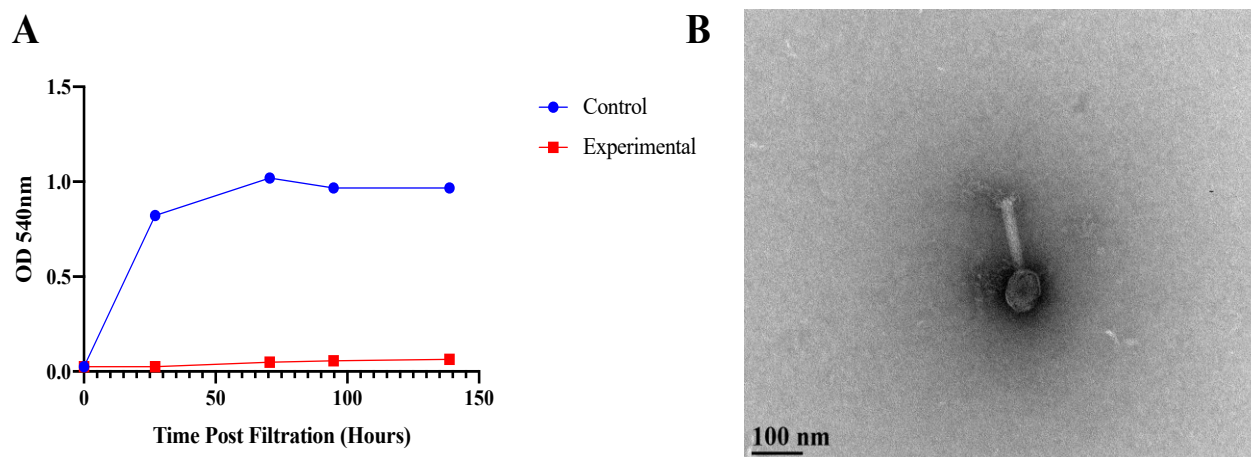 A
B
1.5
1.0
0.5
0.0
OD 540nm
0
50
100
150
Time Post Filtration (Hours)
Control
Experimental
100 nm